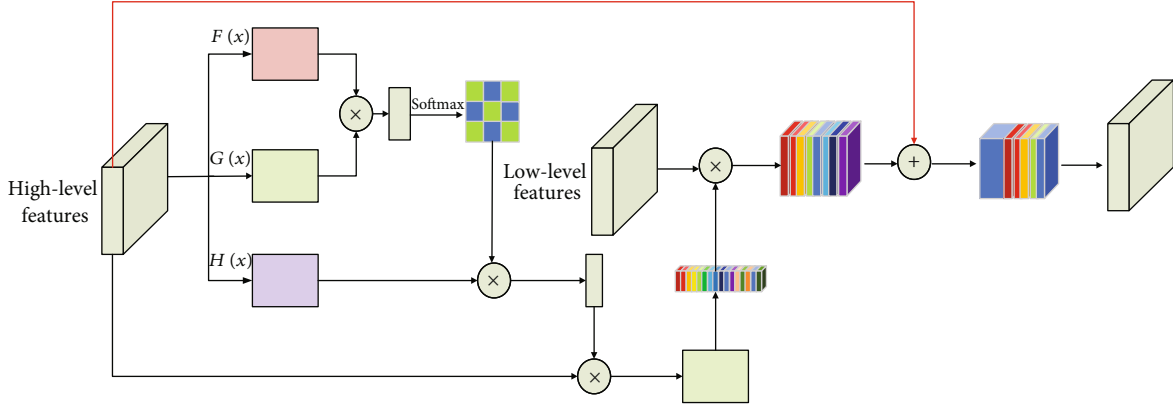 F (x)
Softmax
G (x)
High-level
features
Low-level
features
H (x)
×
×
+
×
×